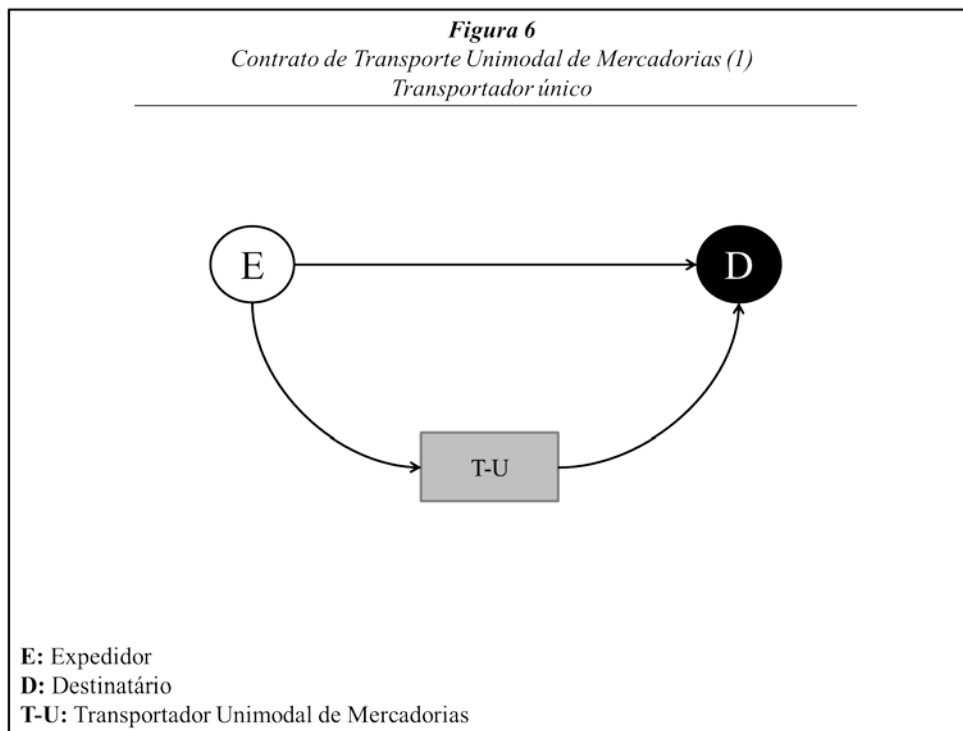 Figura 6
Contrato de Transporte Unimodal de Mercadorias (1)
Transportador único
E
D
T-U
E: Expedidor
D: Destinatário
T-U: Transportador Unimodal de Mercadorias